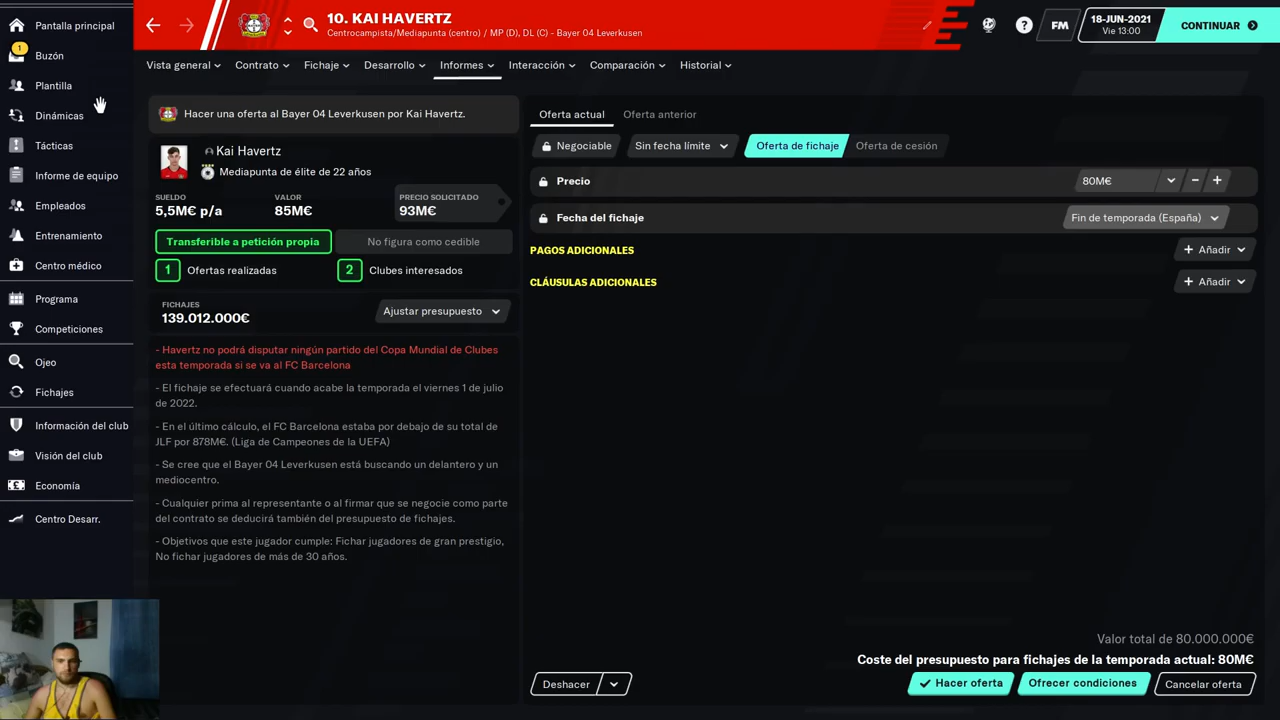 Pantalla principal
1
Buzón
Plantilla
Dinámicas
Tácticas
Informe de equipo
Empleados
Entrenamiento
Centro médico
Programa
Competiciones
Ojeo
Fichajes
Información del club
Visión del club
Economía
Centro Desarr.
10. KAI HAVERTZ
Centrocampista/Mediapunta (centro) / MP (D), DL (C) - Bayer 04 Leverkusen
FM
18-JUN-2021
Vie 13:00
CONTINUAR
Vista general
Contrato
Fichaje
Desarrollo
Informes
Interacción
Comparación
Historial
Hacer una oferta al Bayer 04 Leverkusen por Kai Havertz.
Kai Havertz
Mediapunta de élite de 22 años
SUELDO
5,5M€ p/a
VALOR
85M€
PRECIO SOLICITADO
93M€
Transferible a petición propia
No figura como cedible
1 Ofertas realizadas
2 Clubes interesados
FICHAJES
139.012.000€
Ajustar presupuesto
- Havertz no podrá disputar ningún partido del Copa Mundial de Clubes
esta temporada si se va al FC Barcelona
- El fichaje se efectuará cuando acabe la temporada el viernes 1 de julio
de 2022.
- En el último cálculo, el FC Barcelona estaba por debajo de su total de
JLF por 878M€. (Liga de Campeones de la UEFA)
- Se cree que el Bayer 04 Leverkusen está buscando un delantero y un
mediocentro.
- Cualquier prima al representante o al firmar que se negocie como parte
del contrato se deducirá también del presupuesto de fichajes.
- Objetivos que este jugador cumple: Fichar jugadores de gran prestigio,
No fichar jugadores de más de 30 años.
Oferta actual
Oferta anterior
Negociable
Sin fecha límite
Oferta de fichaje
Oferta de cesión
Precio
80M€
Fecha del fichaje
Fin de temporada (España)
PAGOS ADICIONALES
+ Añadir
CLÁUSULAS ADICIONALES
+ Añadir
Valor total de 80.000.000€
Coste del presupuesto para fichajes de la temporada actual: 80M€
Deshacer
Hacer oferta
Ofrecer condiciones
Cancelar oferta